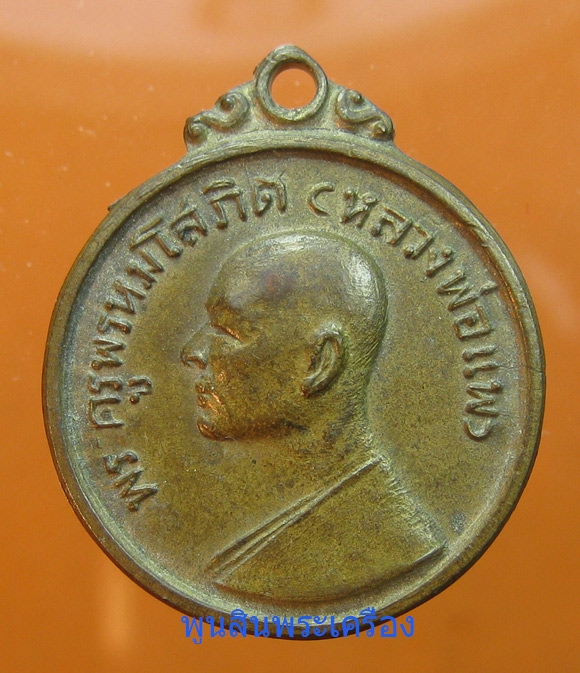 พระครูพรหมโสภิต (หลวงพ่อแพ)
พูนสินพระเครื่อง